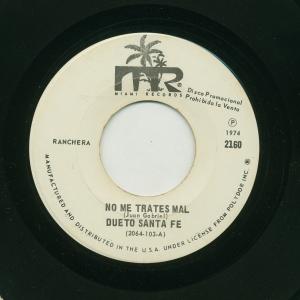 MR
MIAMI RECORDS
®
Disco Promocional
Prohibida la Venta
RANCHERA
Ⓟ
1974
2160
NO ME TRATES MAL
(Juan Gabriel)
DUETO SANTA FE
(2064-103-A)
MANUFACTURED AND DISTRIBUTED IN THE U.S.A. UNDER LICENSE FROM POLYDOR INC.